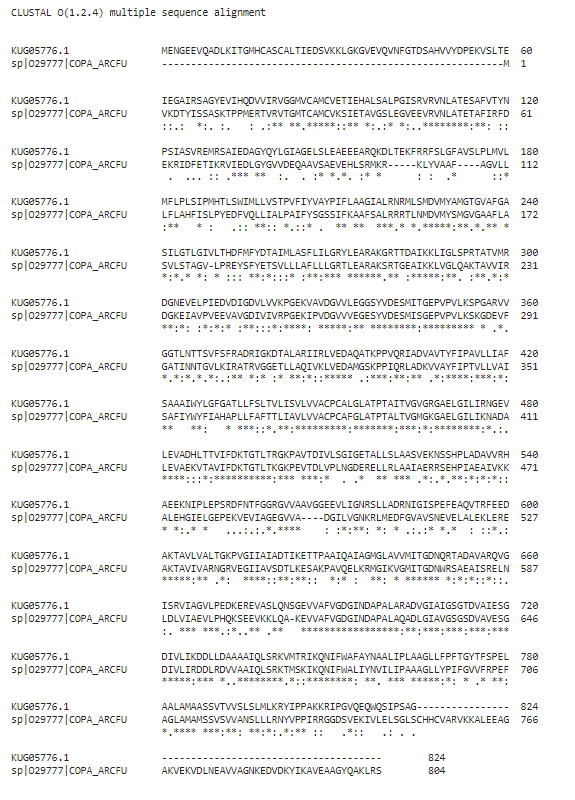 CLUSTAL O(1.2.4) multiple sequence alignment
KUG05776.1 MENGEEVQADLKITGMHCASCALTIEDSVKKLGKGVEVQVNFGTDSAHVVYDPEKVSLTE 60
sp|O29777|COPA_ARCFU -----------------------------------------------------------M 1
KUG05776.1 IEGAIRSAGYEVIHQDVVIRVGGMVCAMCVETIEHALSALPGISRVRVNLATESAFVTYN 120
sp|O29777|COPA_ARCFU VKDTYISSASKTPPMERTVRVTGMTCAMCVKSIETAVGSLEGVEEVRVNLATETAFIRFD 61
::.:  *:. :.   : .:** **.*****::** *:.:* *:..********:**: ::
KUG05776.1 PSIASVREMRSAIEDAGYQYLGIAGELSLEAEEEARQKDLTEKFRRFSLGFAVSLPLMVL 180
sp|O29777|COPA_ARCFU EKRIDFETIKRVIEDLGYGVVDEQAAVSAEVEHLSRMKR-----KLYVAAF----AGVLL 112
KUG05776.1 MFLPLSIPMHTLSWIMLLVSTPVFIYVAYPIFLAAGIALRNRMLSMDVMYAMGTGVAFGA 240
sp|O29777|COPA_ARCFU LFLAHFISLPYEDFVQLLIALPAIFYSGSSIFKAAFSALRRRTLNMDVMYSMGVGAAFLA 172
KUG05776.1 SILGTLGIVLTHDFMFYDTAIMLASFLILGRYLEARAKGRTTDAIKKLIGLSPRTATVMR 300
sp|O29777|COPA_ARCFU SVLSTAGV-LPREYSFYETSVLLLAFLLLGRTLEARAKSRTGEAIKKLVGLQAKTAVVIR 231
KUG05776.1 DGNEVELPIEDVDIGDVLVVKPGEKVAVDGVVLEGGSYVDESMITGEPVPVLKSPGARVV 360
sp|O29777|COPA_ARCFU DGKEIAVPVEEVAVGDIVIVRPGEKIPVDGVVVEGESYVDESMISGEPVPVLKSKGDEVF 291
KUG05776.1 GGTLNTTSVFSFRADRIGKDTALARIIRLVEDAQATKPPVQRIADVAVTYFIPAVLLIAF 420
sp|O29777|COPA_ARCFU GATINNTGVLKIRATRVGGETLLAQIVKLVEDAMGSKPPIQRLADKVVAYFIPTVLLVAI 351
KUG05776.1 SAAAIWYLGFGATLLFSLTVLISVLVVACPCALGLATPTAITVGVGRGAELGILIRNGEV 480
sp|O29777|COPA_ARCFU SAFIYWYFIAHAPLLFAFTTLIAVLVVACPCAFGLATPTALTVGMGKGAELGILIKNADA 411
KUG05776.1 LEVADHLTTVIFDKTGTLTRGKPAVTDIVLSGIGETALLSLAASVEKNSSHPLADAVVRH 540
sp|O29777|COPA_ARCFU LEVAEKVTAVIFDKTGTLTKGKPEVTDLVPLNGDERELLRLAAIAERRSEHPIAEAIVKK 471
KUG05776.1 AEEKNIPLEPSRDFNTFGGRGVVAAVGGEEVLIGNRSLLADRNIGISPEFEAQVTRFEED 600
sp|O29777|COPA_ARCFU ALEHGIELGEPEKVEVIAGEGVVA----DGILVGNKRLMEDFGVAVSNEVELALEKLERE 527
KUG05776.1 AKTAVLVALTGKPVGIIAIADTIKETTPAAIQAIAGMGLAVVMITGDNQRTADAVARQVG 660
sp|O29777|COPA_ARCFU AKTAVIVARNGRVEGIIAVSDTLKESAKPAVQELKRMGIKVGMITGDNWRSAEAISRELN 587
KUG05776.1 ISRVIAGVLPEDKEREVASLQNSGEVVAFVGDGINDAPALARADVGIAIGSGTDVAIESG 720
sp|O29777|COPA_ARCFU LDLVIAEVLPHQKSEEVKKLQA-KEVVAFVGDGINDAPALAQADLGIAVGSGSDVAVESG 646
KUG05776.1 DIVLIKDDLLDAAAAIQLSRKVMSRIKQNIFWAFAYNAALIPLAAGLLFPFTGYTFSPEL 780
sp|O29777|COPA_ARCFU DIVLIRDDLRDVVAAIQLSRKTMSKIKQNIFWALIYNVILIPAAAGLLYPIFGVVFRPEF 706
KUG05776.1 AALAMAASSVTVVSLSLMLKRYIPPAKKRIPGVQEQWQSIPSAG---------------- 824
sp|O29777|COPA_ARCFU AGLAMAMSSVSVVANSLLLRNYVPPIRRGGDSVEKIVLELSGLSCHHCVARVKKALEEAG 766
KUG05776.1 -------------------------------------- 824
sp|O29777|COPA_ARCFU AKVEKVDLNEAVVAGNKEDVDKYIKAVEAAGYQAKLRS 804